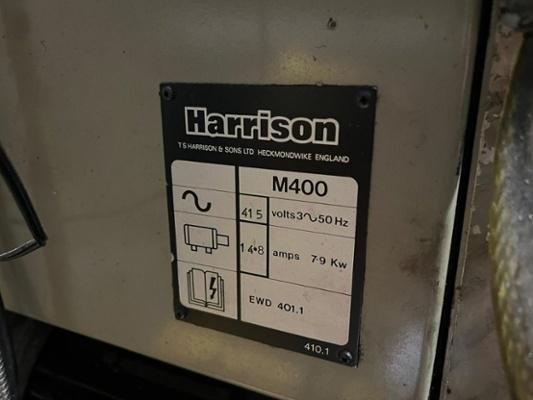 Harrison
T S HARRISON & SONS LTD HECKMONDWIKE ENGLAND
M400
415 volts 3∿50 Hz
14•8 amps 7•9 Kw
EWD 401.1
410.1